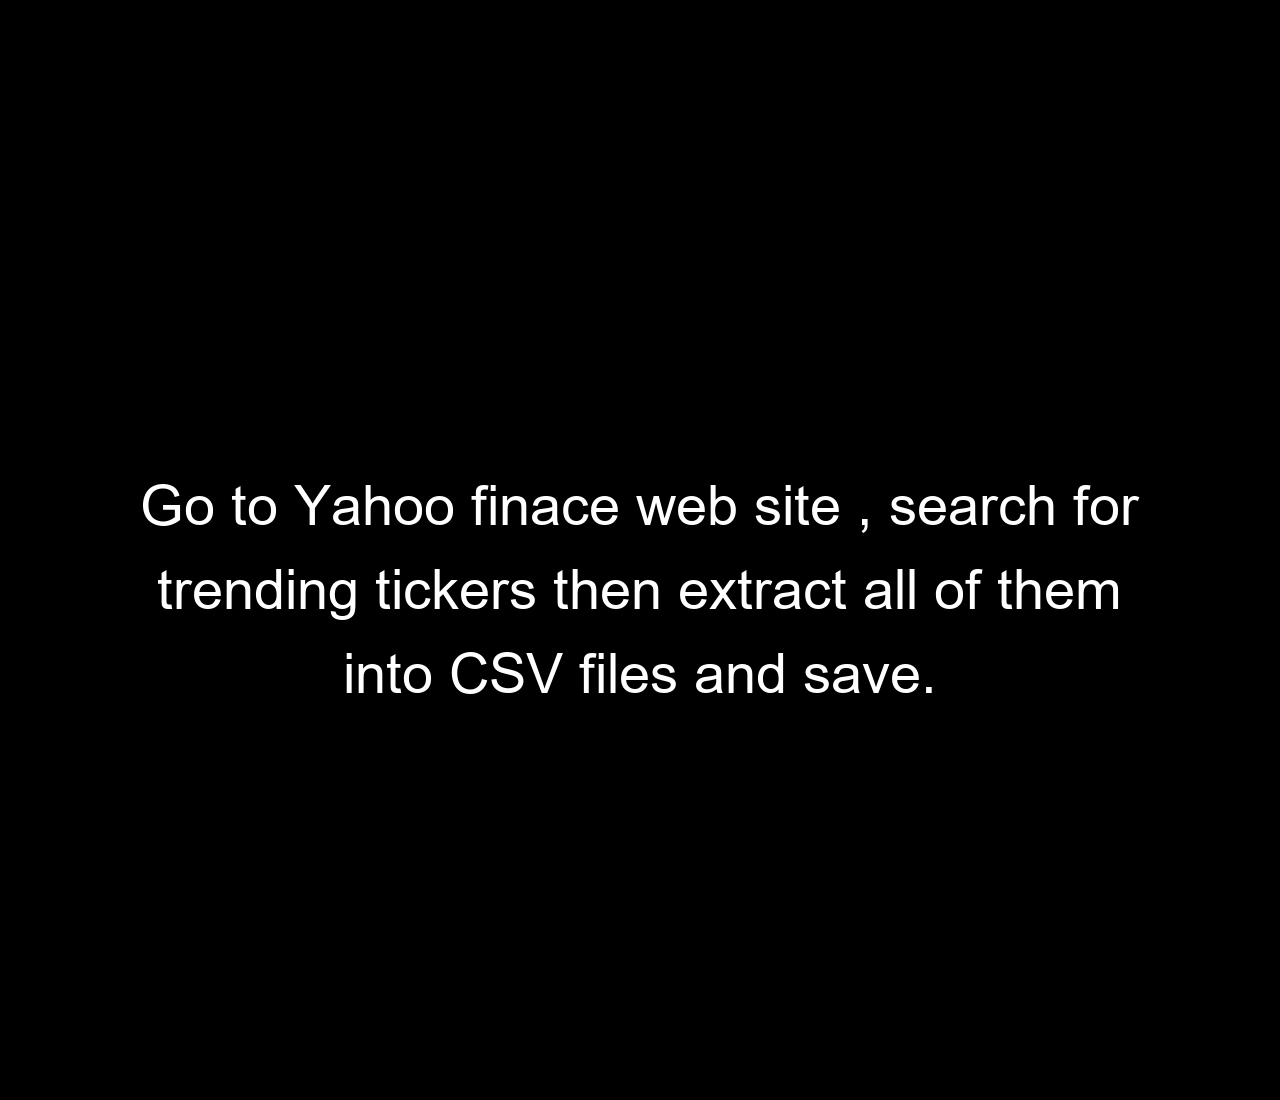 Go to Yahoo finace web site , search for
trending tickers then extract all of them
into CSV files and save.